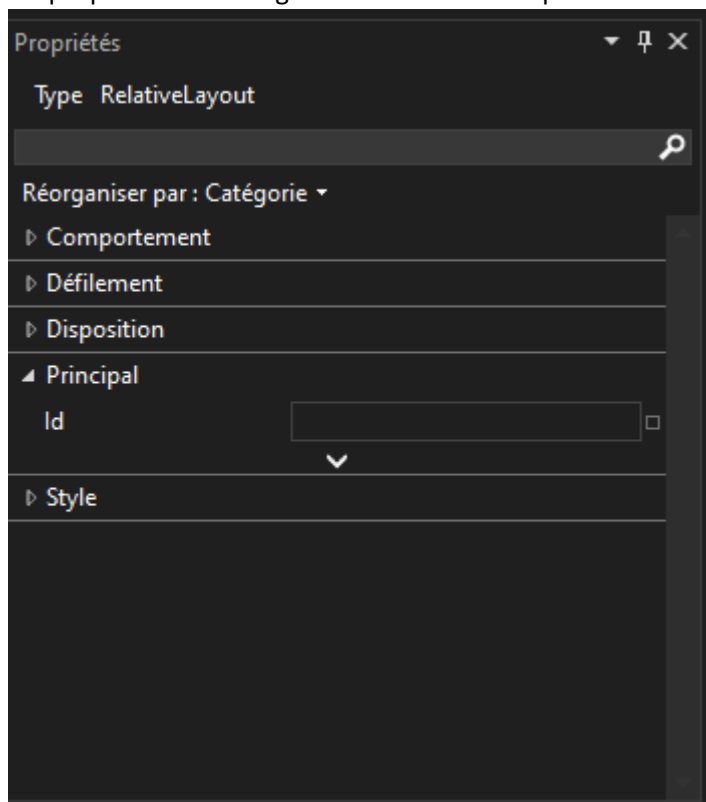 Propriétés
Type RelativeLayout
Réorganiser par : Catégorie
Comportement
Défilement
Disposition
Principal
Id
Style